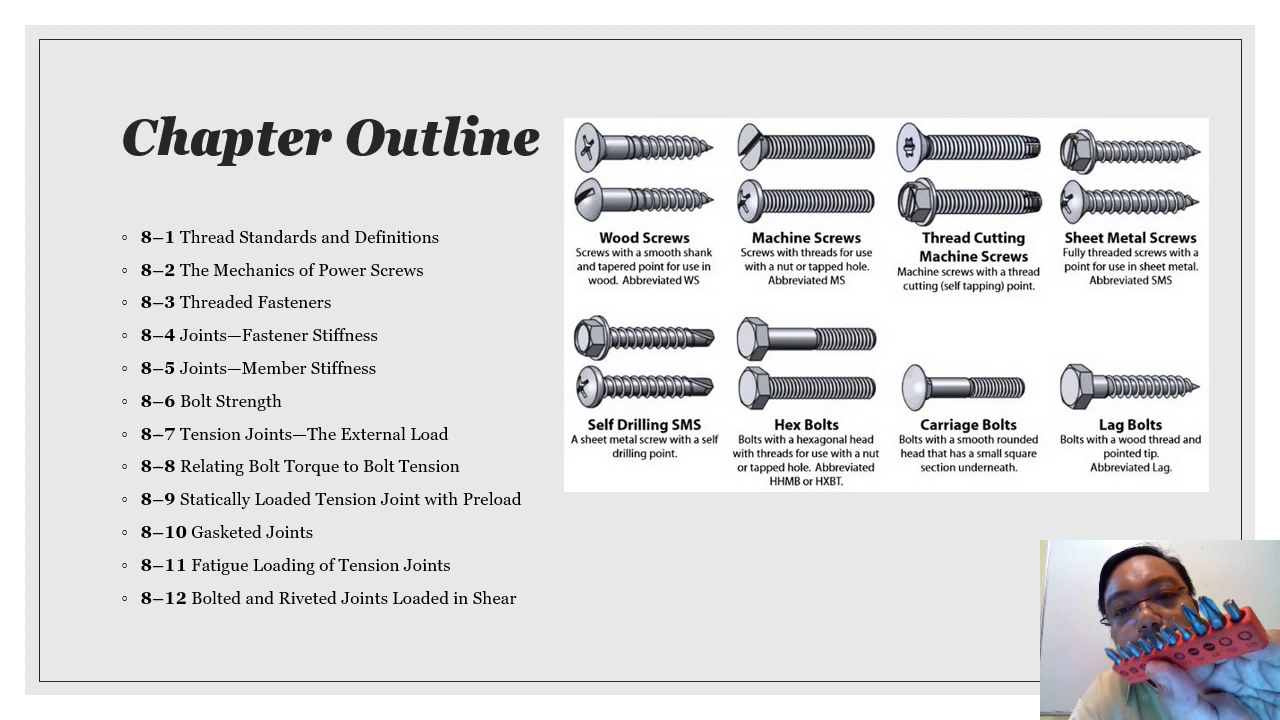 Chapter Outline
◦ 8–1 Thread Standards and Definitions
◦ 8–2 The Mechanics of Power Screws
◦ 8–3 Threaded Fasteners
◦ 8–4 Joints—Fastener Stiffness
◦ 8–5 Joints—Member Stiffness
◦ 8–6 Bolt Strength
◦ 8–7 Tension Joints—The External Load
◦ 8–8 Relating Bolt Torque to Bolt Tension
◦ 8–9 Statically Loaded Tension Joint with Preload
◦ 8–10 Gasketed Joints
◦ 8–11 Fatigue Loading of Tension Joints
◦ 8–12 Bolted and Riveted Joints Loaded in Shear
Wood Screws
Screws with a smooth shank
and tapered point for use in
wood. Abbreviated WS
Machine Screws
Screws with threads for use
with a nut or tapped hole.
Abbreviated MS
Thread Cutting
Machine Screws
Machine screws with a thread
cutting (self tapping) point.
Sheet Metal Screws
Fully threaded screws with a
point for use in sheet metal.
Abbreviated SMS
Self Drilling SMS
A sheet metal screw with a self
drilling point.
Hex Bolts
Bolts with a hexagonal head
with threads for use with a nut
or tapped hole. Abbreviated
HHMB or HXBT.
Carriage Bolts
Bolts with a smooth rounded
head that has a small square
section underneath.
Lag Bolts
Bolts with a wood thread and
pointed tip.
Abbreviated Lag.